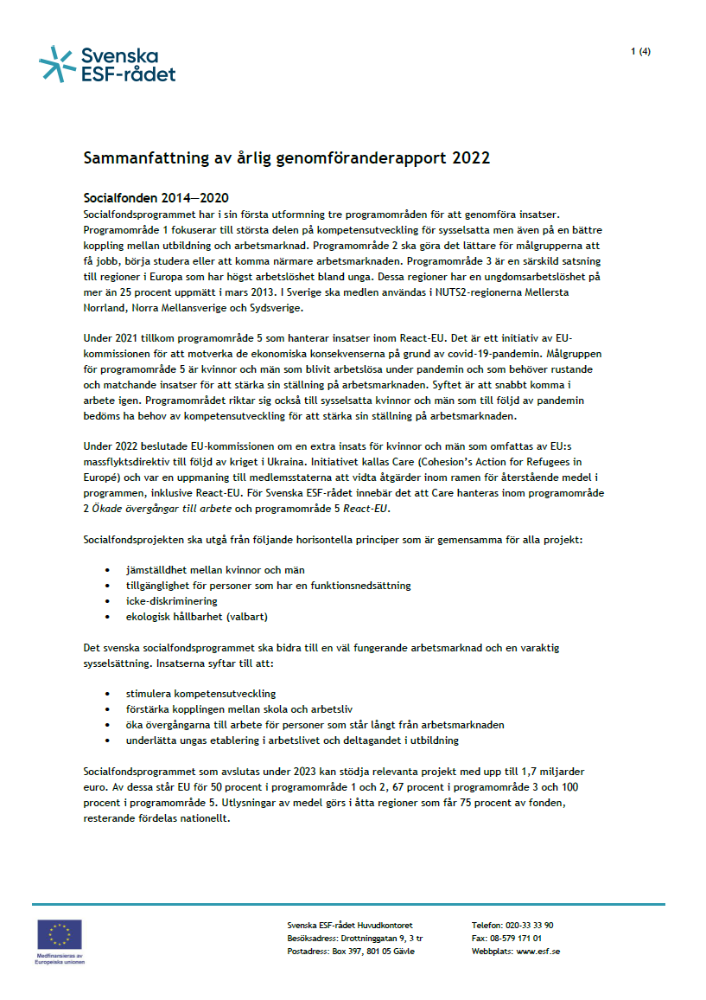 Svenska
ESF-rådet
1 (4)
Sammanfattning av årlig genomföranderapport 2022
Socialfonden 2014—2020
Socialfondsprogrammet har i sin första utformning tre programområden för att genomföra insatser.
Programområde 1 fokuserar till största delen på kompetensutveckling för sysselsatta men även på en bättre
koppling mellan utbildning och arbetsmarknad. Programområde 2 ska göra det lättare för målgrupperna att
få jobb, börja studera eller att komma närmare arbetsmarknaden. Programområde 3 är en särskild satsning
till regioner i Europa som har högst arbetslöshet bland unga. Dessa regioner har en ungdomsarbetslöshet på
mer än 25 procent uppmätt i mars 2013. I Sverige ska medlen användas i NUTS2-regionerna Mellersta
Norrland, Norra Mellansverige och Sydsverige.
Under 2021 tillkom programområde 5 som hanterar insatser inom React-EU. Det är ett initiativ av EU-
kommissionen för att motverka de ekonomiska konsekvenserna på grund av covid-19-pandemin. Målgruppen
för programområde 5 är kvinnor och män som blivit arbetslösa under pandemin och som behöver rustande
och matchande insatser för att stärka sin ställning på arbetsmarknaden. Syftet är att snabbt komma i
arbete igen. Programområdet riktar sig också till sysselsatta kvinnor och män som till följd av pandemin
bedöms ha behov av kompetensutveckling för att stärka sin ställning på arbetsmarknaden.
Under 2022 beslutade EU-kommissionen om en extra insats för kvinnor och män som omfattas av EU:s
massflyktsdirektiv till följd av kriget i Ukraina. Initiativet kallas Care (Cohesion’s Action for Refugees in
Europé) och var en uppmaning till medlemsstaterna att vidta åtgärder inom ramen för återstående medel i
programmen, inklusive React-EU. För Svenska ESF-rådet innebär det att Care hanteras inom programområde
2 Ökade övergångar till arbete och programområde 5 React-EU.
Socialfondsprojekten ska utgå från följande horisontella principer som är gemensamma för alla projekt:
• jämställdhet mellan kvinnor och män
• tillgänglighet för personer som har en funktionsnedsättning
• icke-diskriminering
• ekologisk hållbarhet (valbart)
Det svenska socialfondsprogrammet ska bidra till en väl fungerande arbetsmarknad och en varaktig
sysselsättning. Insatserna syftar till att:
• stimulera kompetensutveckling
• förstärka kopplingen mellan skola och arbetsliv
• öka övergångarna till arbete för personer som står långt från arbetsmarknaden
• underlätta ungas etablering i arbetslivet och deltagandet i utbildning
Socialfondsprogrammet som avslutas under 2023 kan stödja relevanta projekt med upp till 1,7 miljarder
euro. Av dessa står EU för 50 procent i programområde 1 och 2, 67 procent i programområde 3 och 100
procent i programområde 5. Utlysningar av medel görs i åtta regioner som får 75 procent av fonden,
resterande fördelas nationellt.
Medfinansieras av
Europeiska unionen
Svenska ESF-rådet Huvudkontoret
Besöksadress: Drottninggatan 9, 3 tr
Postadress: Box 397, 801 05 Gävle
Telefon: 020-33 33 90
Fax: 08-579 171 01
Webbplats: www.esf.se